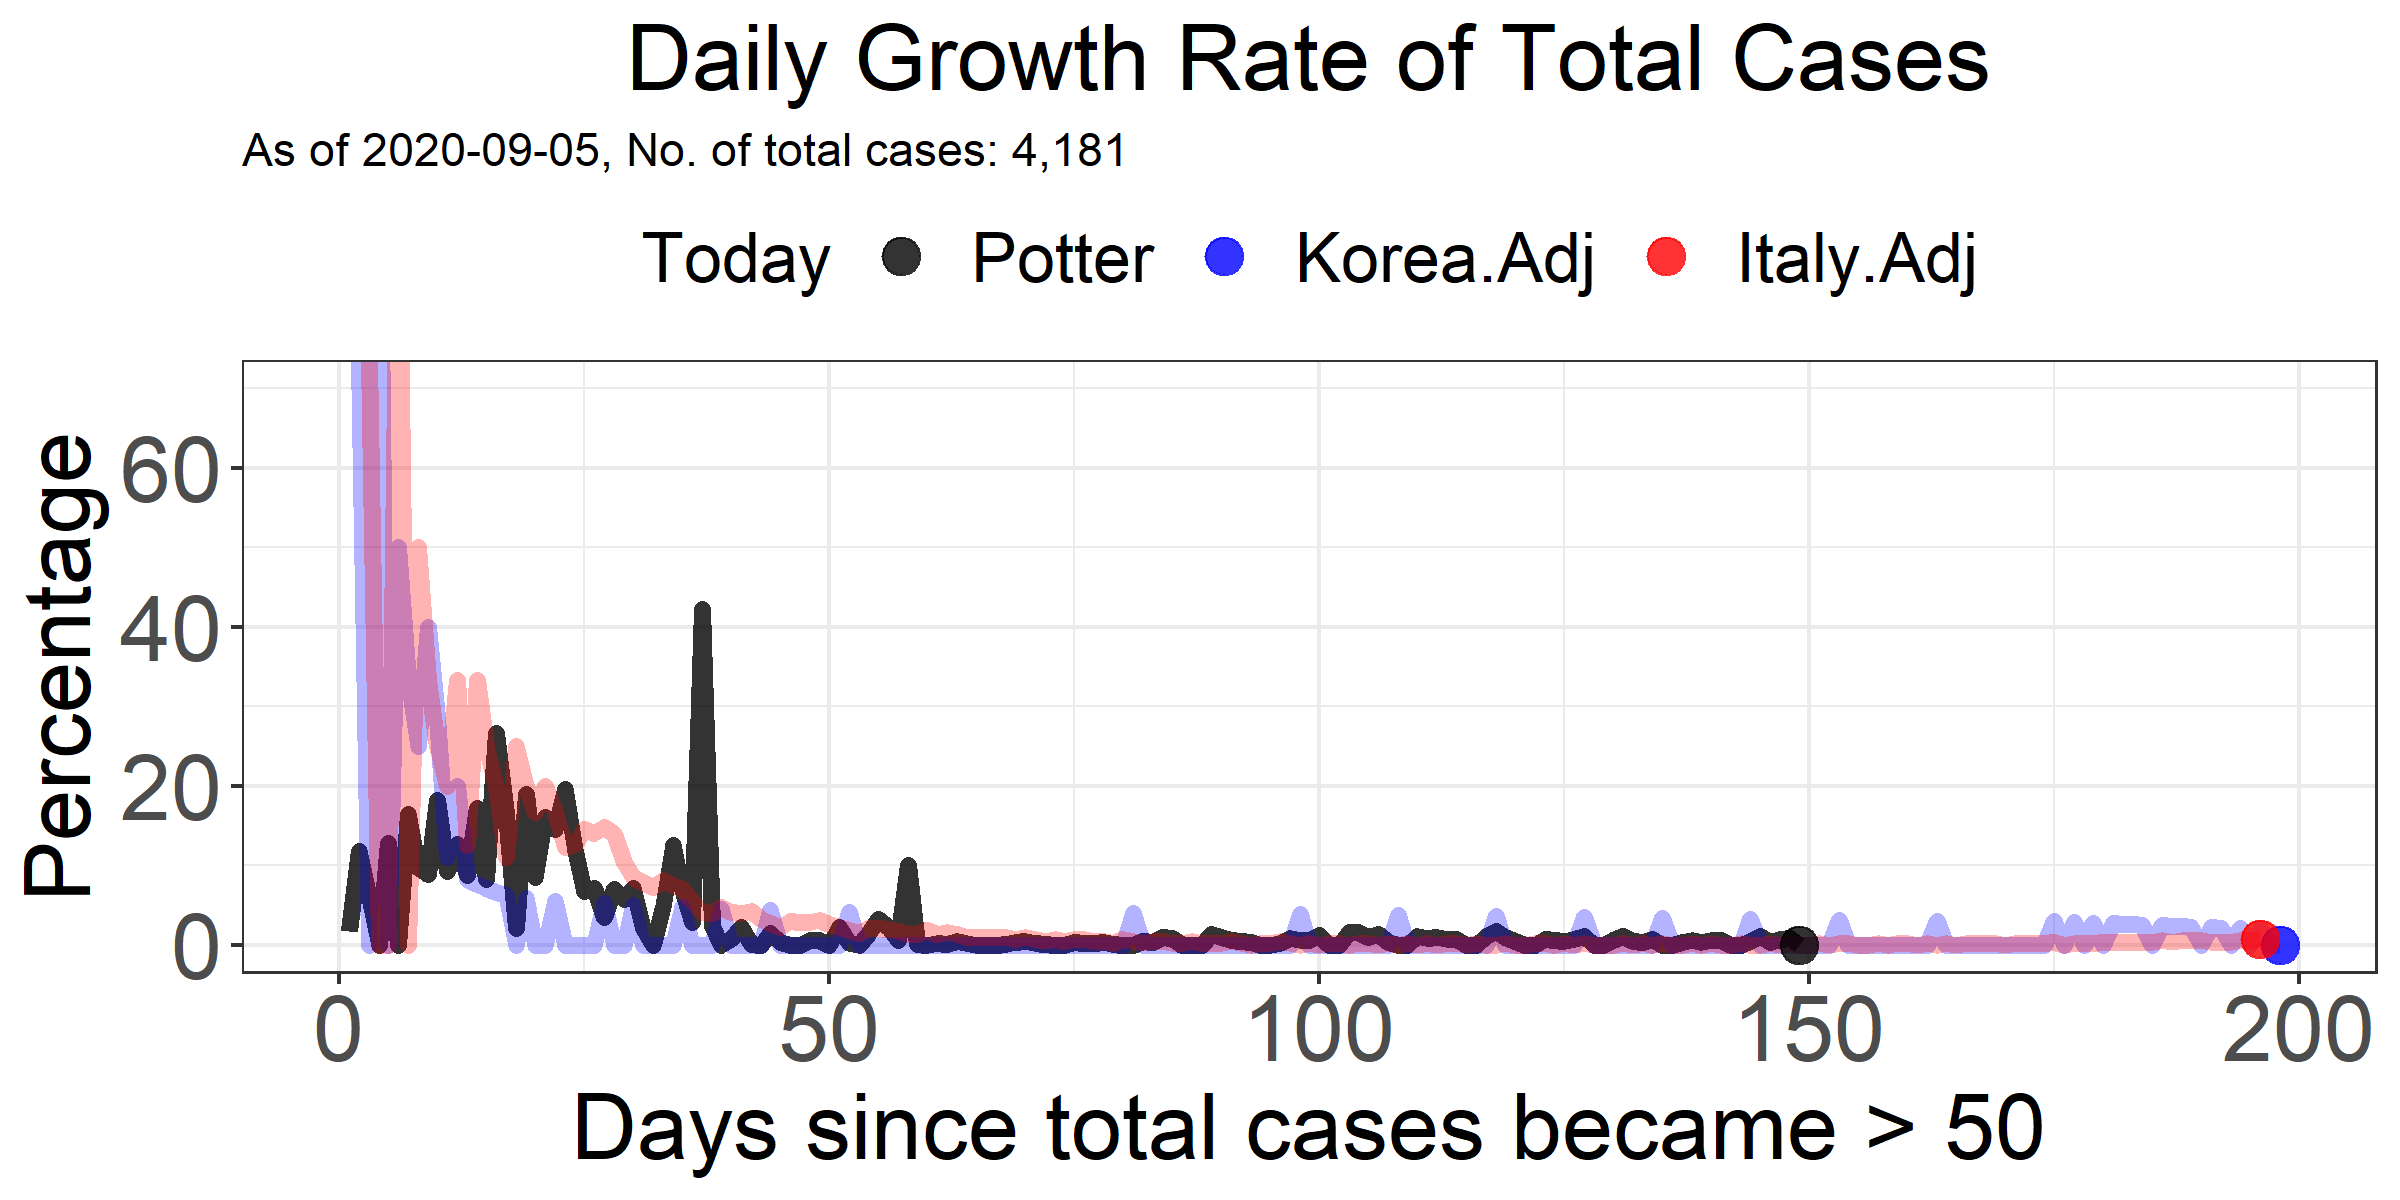 Daily Growth Rate of Total Cases
As of 2020-09-05, No. of total cases: 4,181
Today Potter Korea.Adj Italy.Adj
Percentage
60
40
20
0
0 50 100 150 200
Days since total cases became > 50